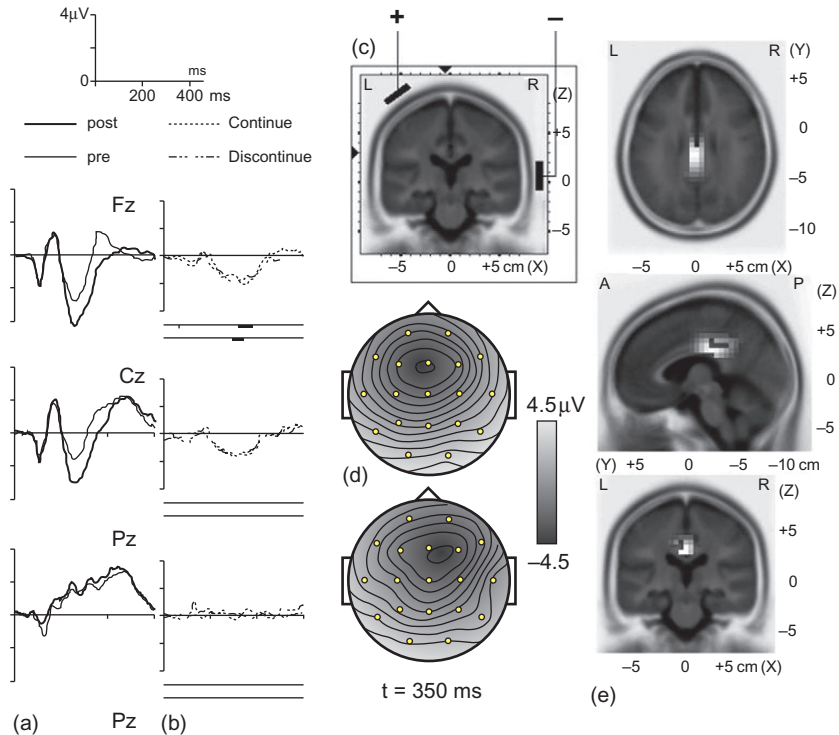 4μV
0
ms
200 400 ms
post
pre
Continue
Discontinue
Fz
Cz
Pz
(a) Pz (b)
+ −
(c)
L R
(Z)
+5
0
−5
−5 0 +5 cm (X)
(d)
4.5μV
−4.5
t = 350 ms
L R (Y)
+5
0
−5
−10
−5 0 +5 cm (X)
A P (Z)
+5
0
−5
(Y) +5 0 −5 −10 cm
L R (Z)
+5
0
−5
−5 0 +5 cm (X)
(e)